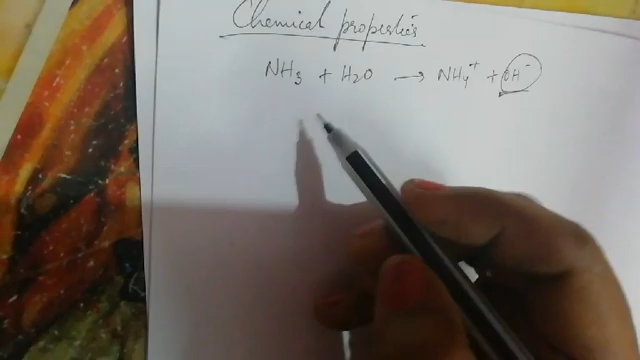 Chemical properties
NH3 + H2O → NH4+ + OH-